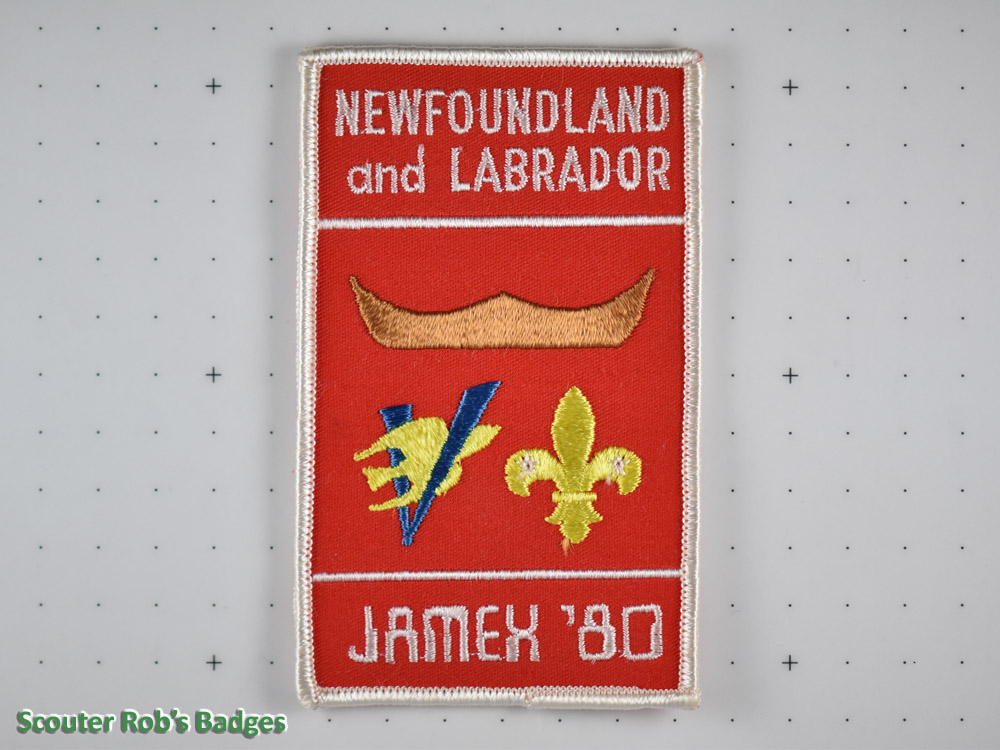 NEWFOUNDLAND
and LABRADOR
V
JAMEX '80
Scouter Rob's Badges